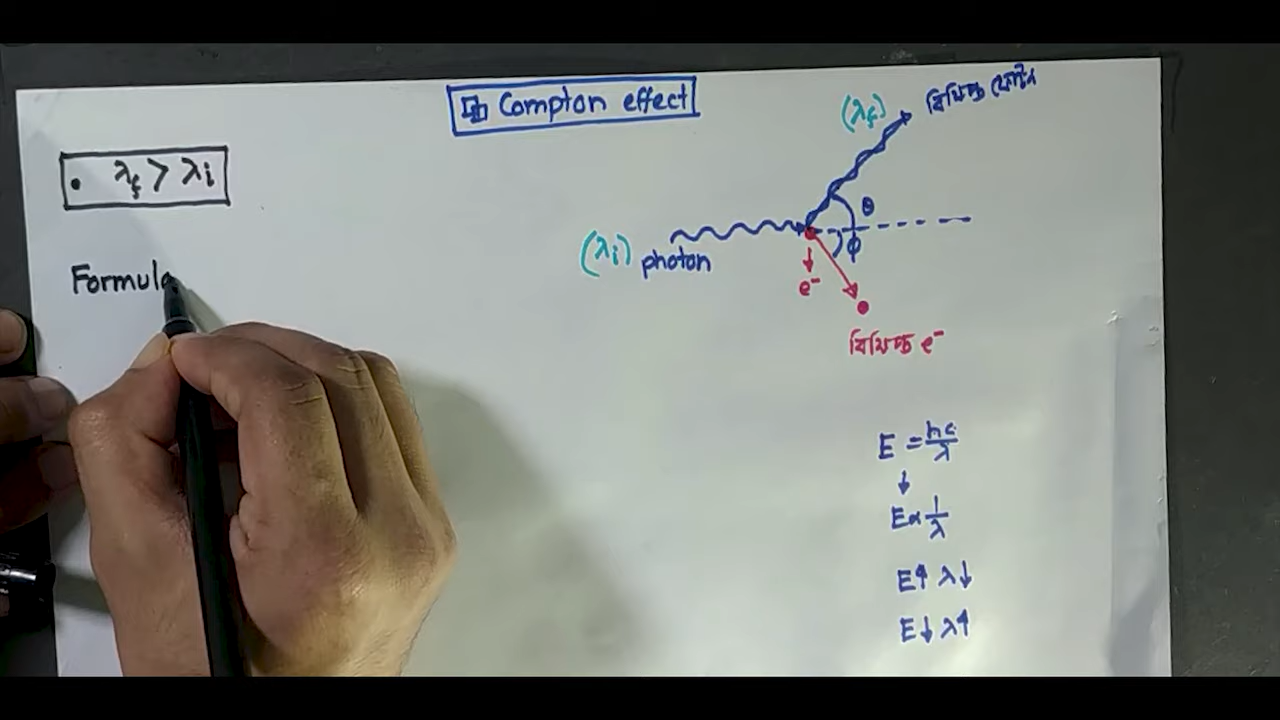 Compton effect
• λf > λi
Formula
(λf)
বিক্ষিপ্ত ফোটন
θ
ϕ
(λi) photon
e⁻
বিক্ষিপ্ত e⁻
E = hc/λ
↓
E∝ 1/λ
E↑ λ↓
E↓ λ↑